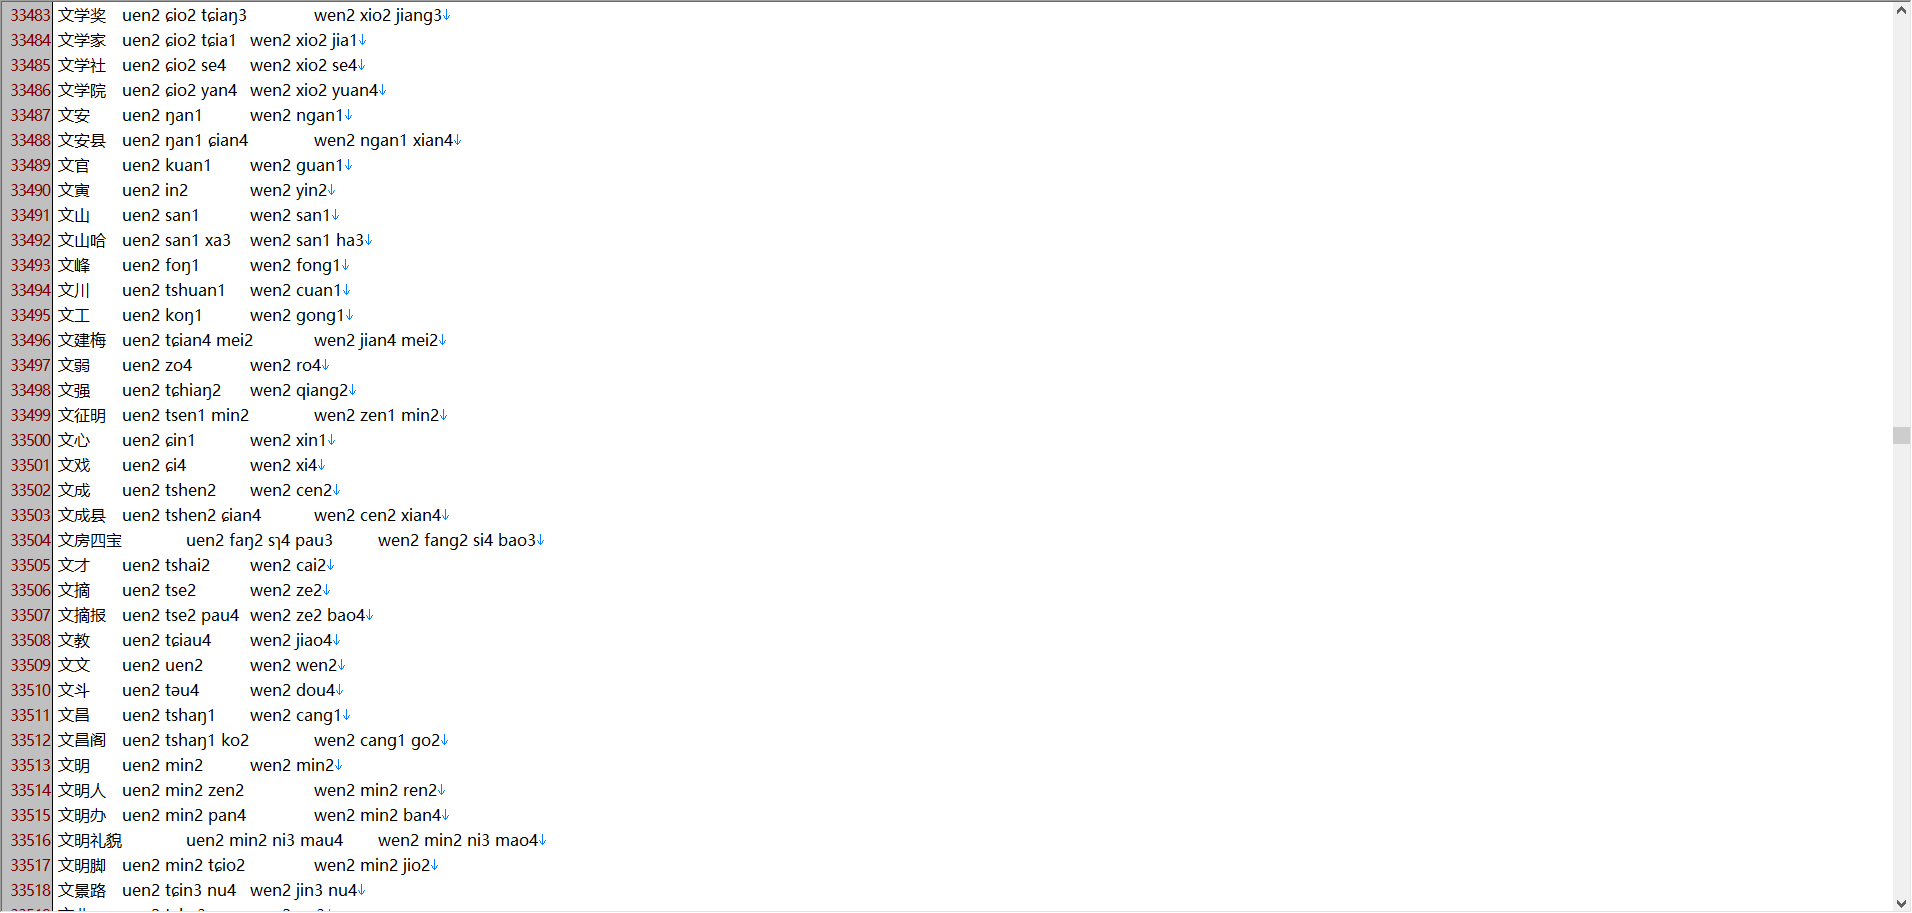 33483 文学奖 uen2 ɕio2 tɕiaŋ3 wen2 xio2 jiang3↓
33484 文学家 uen2 ɕio2 tɕia1 wen2 xio2 jia1↓
33485 文学社 uen2 ɕio2 se4 wen2 xio2 se4↓
33486 文学院 uen2 ɕio2 yan4 wen2 xio2 yuan4↓
33487 文安 uen2 ŋan1 wen2 ngan1↓
33488 文安县 uen2 ŋan1 ɕian4 wen2 ngan1 xian4↓
33489 文官 uen2 kuan1 wen2 guan1↓
33490 文寅 uen2 in2 wen2 yin2↓
33491 文山 uen2 san1 wen2 san1↓
33492 文山哈 uen2 san1 xa3 wen2 san1 ha3↓
33493 文峰 uen2 foŋ1 wen2 fong1↓
33494 文川 uen2 tshuan1 wen2 cuan1↓
33495 文工 uen2 koŋ1 wen2 gong1↓
33496 文建梅 uen2 tɕian4 mei2 wen2 jian4 mei2↓
33497 文弱 uen2 zo4 wen2 ro4↓
33498 文强 uen2 tɕhiaŋ2 wen2 qiang2↓
33499 文征明 uen2 tsen1 min2 wen2 zen1 min2↓
33500 文心 uen2 ɕin1 wen2 xin1↓
33501 文戏 uen2 ɕi4 wen2 xi4↓
33502 文成 uen2 tshen2 wen2 cen2↓
33503 文成县 uen2 tshen2 ɕian4 wen2 cen2 xian4↓
33504 文房四宝 uen2 faŋ2 sɿ4 pau3 wen2 fang2 si4 bao3↓
33505 文才 uen2 tshai2 wen2 cai2↓
33506 文摘 uen2 tse2 wen2 ze2↓
33507 文摘报 uen2 tse2 pau4 wen2 ze2 bao4↓
33508 文教 uen2 tɕiau4 wen2 jiao4↓
33509 文文 uen2 uen2 wen2 wen2↓
33510 文斗 uen2 təu4 wen2 dou4↓
33511 文昌 uen2 tshaŋ1 wen2 cang1↓
33512 文昌阁 uen2 tshaŋ1 ko2 wen2 cang1 go2↓
33513 文明 uen2 min2 wen2 min2↓
33514 文明人 uen2 min2 zen2 wen2 min2 ren2↓
33515 文明办 uen2 min2 pan4 wen2 min2 ban4↓
33516 文明礼貌 uen2 min2 ni3 mau4 wen2 min2 ni3 mao4↓
33517 文明脚 uen2 min2 tɕio2 wen2 min2 jio2↓
33518 文景路 uen2 tɕin3 nu4 wen2 jin3 nu4↓